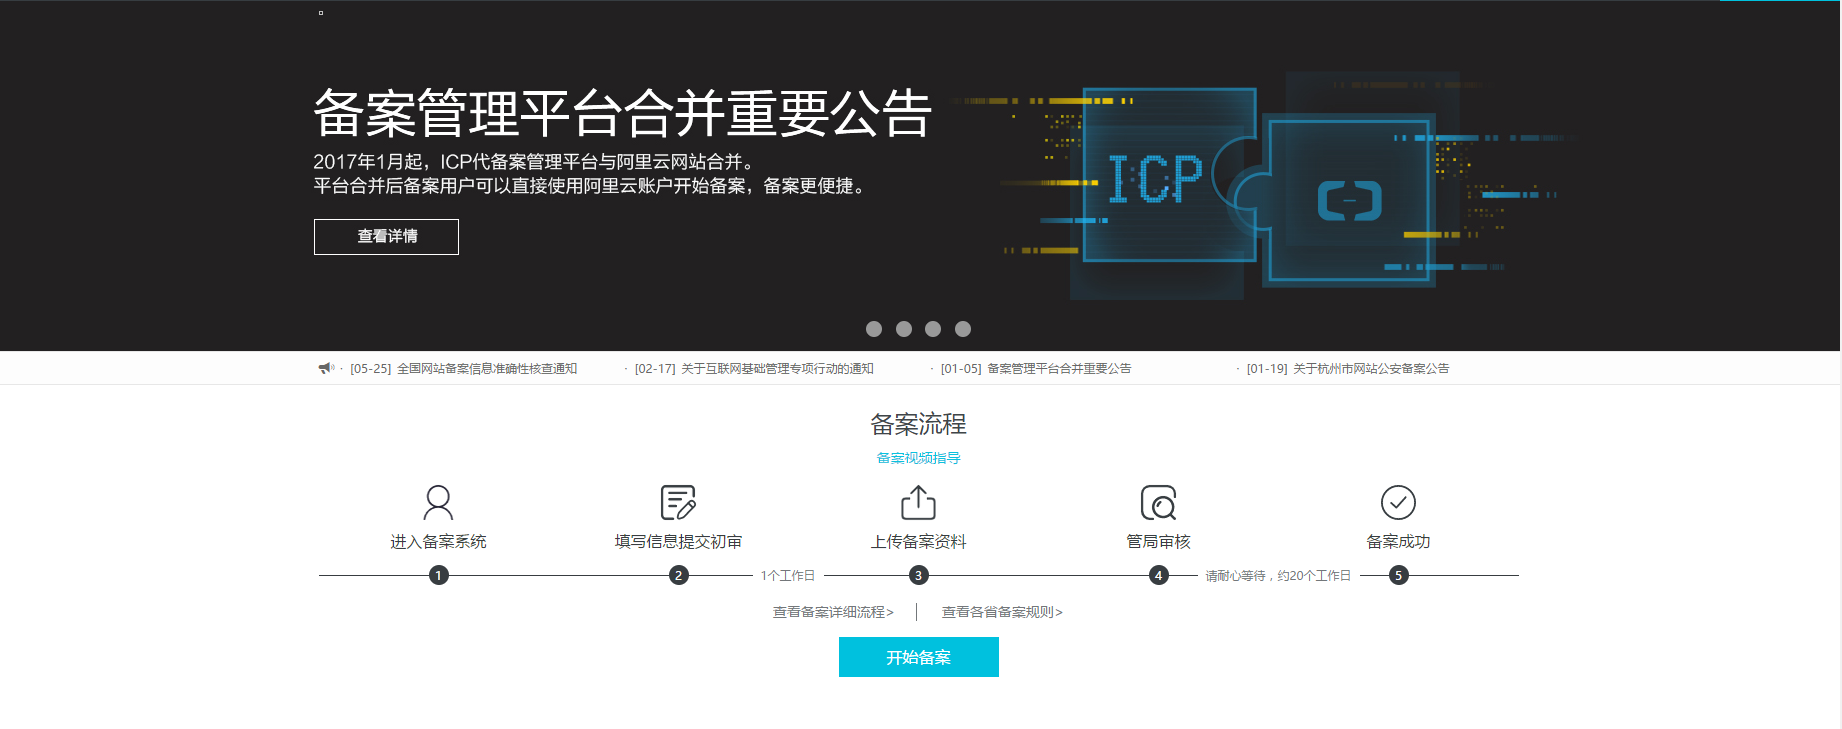 备案管理平台合并重要公告
2017年1月起，ICP代备案管理平台与阿里云网站合并。
平台合并后备案用户可以直接使用阿里云账户开始备案，备案更便捷。
查看详情
ICP
· [05-25] 全国网站备案信息准确性核查通知
· [02-17] 关于互联网基础管理专项行动的通知
· [01-05] 备案管理平台合并重要公告
· [01-19] 关于杭州市网站公安备案公告
备案流程
备案视频指导
进入备案系统
填写信息提交初审
上传备案资料
管局审核
备案成功
1
2
1个工作日
3
4
请耐心等待，约20个工作日
5
查看备案详细流程>
查看各省备案规则>
开始备案